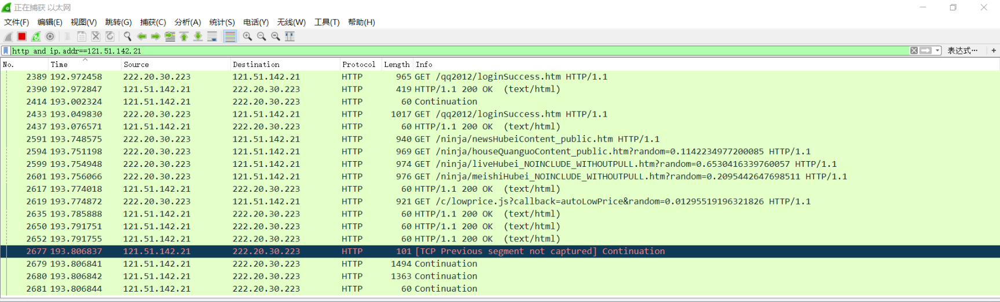 正在捕获 以太网
文件(F) 编辑(E) 视图(V) 跳转(G) 捕获(C) 分析(A) 统计(S) 电话(Y) 无线(W) 工具(T) 帮助(H)
http and ip.addr==121.51.142.21 表达式… +
No. Time Source Destination Protocol Length Info
2389 192.972458 222.20.30.223 121.51.142.21 HTTP 965 GET /qq2012/loginSuccess.htm HTTP/1.1
2390 192.972847 121.51.142.21 222.20.30.223 HTTP 419 HTTP/1.1 200 OK (text/html)
2414 193.002324 121.51.142.21 222.20.30.223 HTTP 60 Continuation
2433 193.049830 222.20.30.223 121.51.142.21 HTTP 1017 GET /qq2012/loginSuccess.htm HTTP/1.1
2437 193.076571 121.51.142.21 222.20.30.223 HTTP 60 HTTP/1.1 200 OK (text/html)
2591 193.748575 222.20.30.223 121.51.142.21 HTTP 940 GET /ninja/newsHubeiContent_public.htm HTTP/1.1
2594 193.751198 222.20.30.223 121.51.142.21 HTTP 969 GET /ninja/houseQuanguoContent_public.htm?random=0.1142234977200085 HTTP/1.1
2599 193.754948 222.20.30.223 121.51.142.21 HTTP 974 GET /ninja/liveHubei_NOINCLUDE_WITHOUTPULL.htm?random=0.6530416339760057 HTTP/1.1
2601 193.756066 222.20.30.223 121.51.142.21 HTTP 976 GET /ninja/meishiHubei_NOINCLUDE_WITHOUTPULL.htm?random=0.2095442647698511 HTTP/1.1
2617 193.774018 121.51.142.21 222.20.30.223 HTTP 60 HTTP/1.1 200 OK (text/html)
2619 193.774872 222.20.30.223 121.51.142.21 HTTP 921 GET /c/lowprice.js?callback=autoLowPrice&random=0.01295519196321826 HTTP/1.1
2635 193.785888 121.51.142.21 222.20.30.223 HTTP 60 HTTP/1.1 200 OK (text/html)
2650 193.791751 121.51.142.21 222.20.30.223 HTTP 60 HTTP/1.1 200 OK (text/html)
2652 193.791755 121.51.142.21 222.20.30.223 HTTP 60 HTTP/1.1 200 OK (text/html)
2677 193.806837 121.51.142.21 222.20.30.223 HTTP 101 [TCP Previous segment not captured] Continuation
2679 193.806841 121.51.142.21 222.20.30.223 HTTP 1494 Continuation
2680 193.806842 121.51.142.21 222.20.30.223 HTTP 1363 Continuation
2681 193.806844 121.51.142.21 222.20.30.223 HTTP 60 Continuation